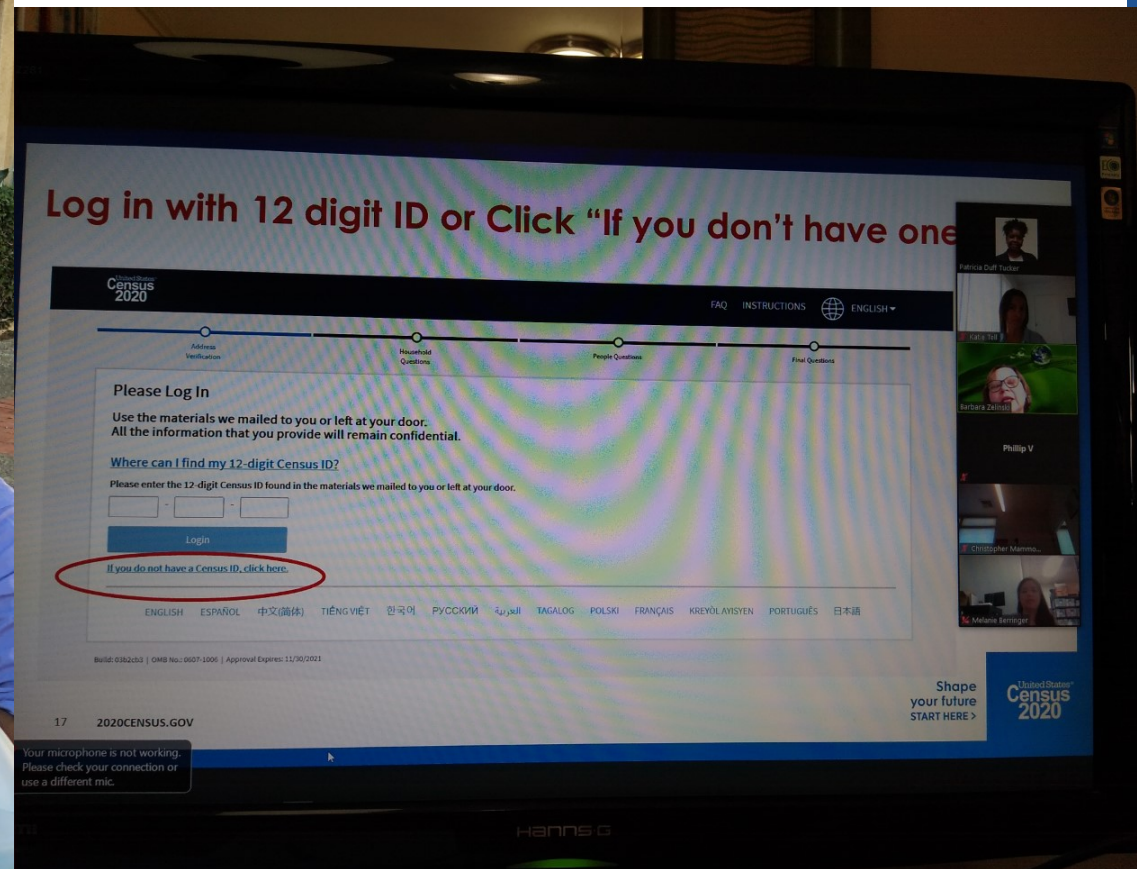 Log in with 12 digit ID or Click “If you don’t have one
United States
Census
2020
FAQ INSTRUCTIONS ENGLISH
Address
Verification
Household
Questions
People Questions
Final Questions
Please Log In
Use the materials we mailed to you or left at your door.
All the information that you provide will remain confidential.
Where can I find my 12-digit Census ID?
Please enter the 12-digit Census ID found in the materials we mailed to you or left at your door.
- -
Login
If you do not have a Census ID, click here.
ENGLISH ESPAÑOL 中文(简体) TIẾNG VIỆT 한국어 РУССКИЙ العربية TAGALOG POLSKI FRANÇAIS KREYÒL AYISYEN PORTUGUÊS 日本語
Build: 03b2cb3 | OMB No.: 0607-1006 | Approval Expires: 11/30/2021
Patricia Duff Tucker
Katie Tell
Barbara Zelinski
Phillip V
Christopher Mammo...
Melanie Berringer
Shape
your future
START HERE >
United States
Census
2020
17 2020CENSUS.GOV
Your microphone is not working.
Please check your connection or
use a different mic.
HANNS-G